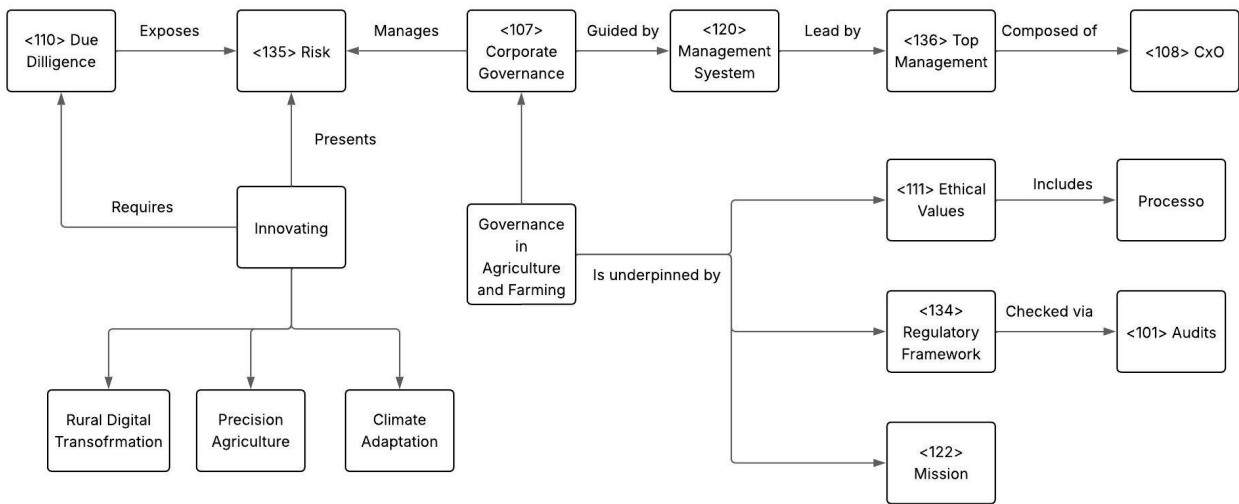 <110> Due
Dilligence
Exposes
<135> Risk
Manages
<107>
Corporate
Governance
Guided by
<120>
Management
Syestem
Lead by
<136> Top
Management
Composed of
<108> CxO
Presents
Requires
Innovating
Governance
in
Agriculture
and Farming
Is underpinned by
<111> Ethical
Values
Includes
Processo
<134>
Regulatory
Framework
Checked via
<101> Audits
Rural Digital
Transofrmation
Precision
Agriculture
Climate
Adaptation
<122>
Mission